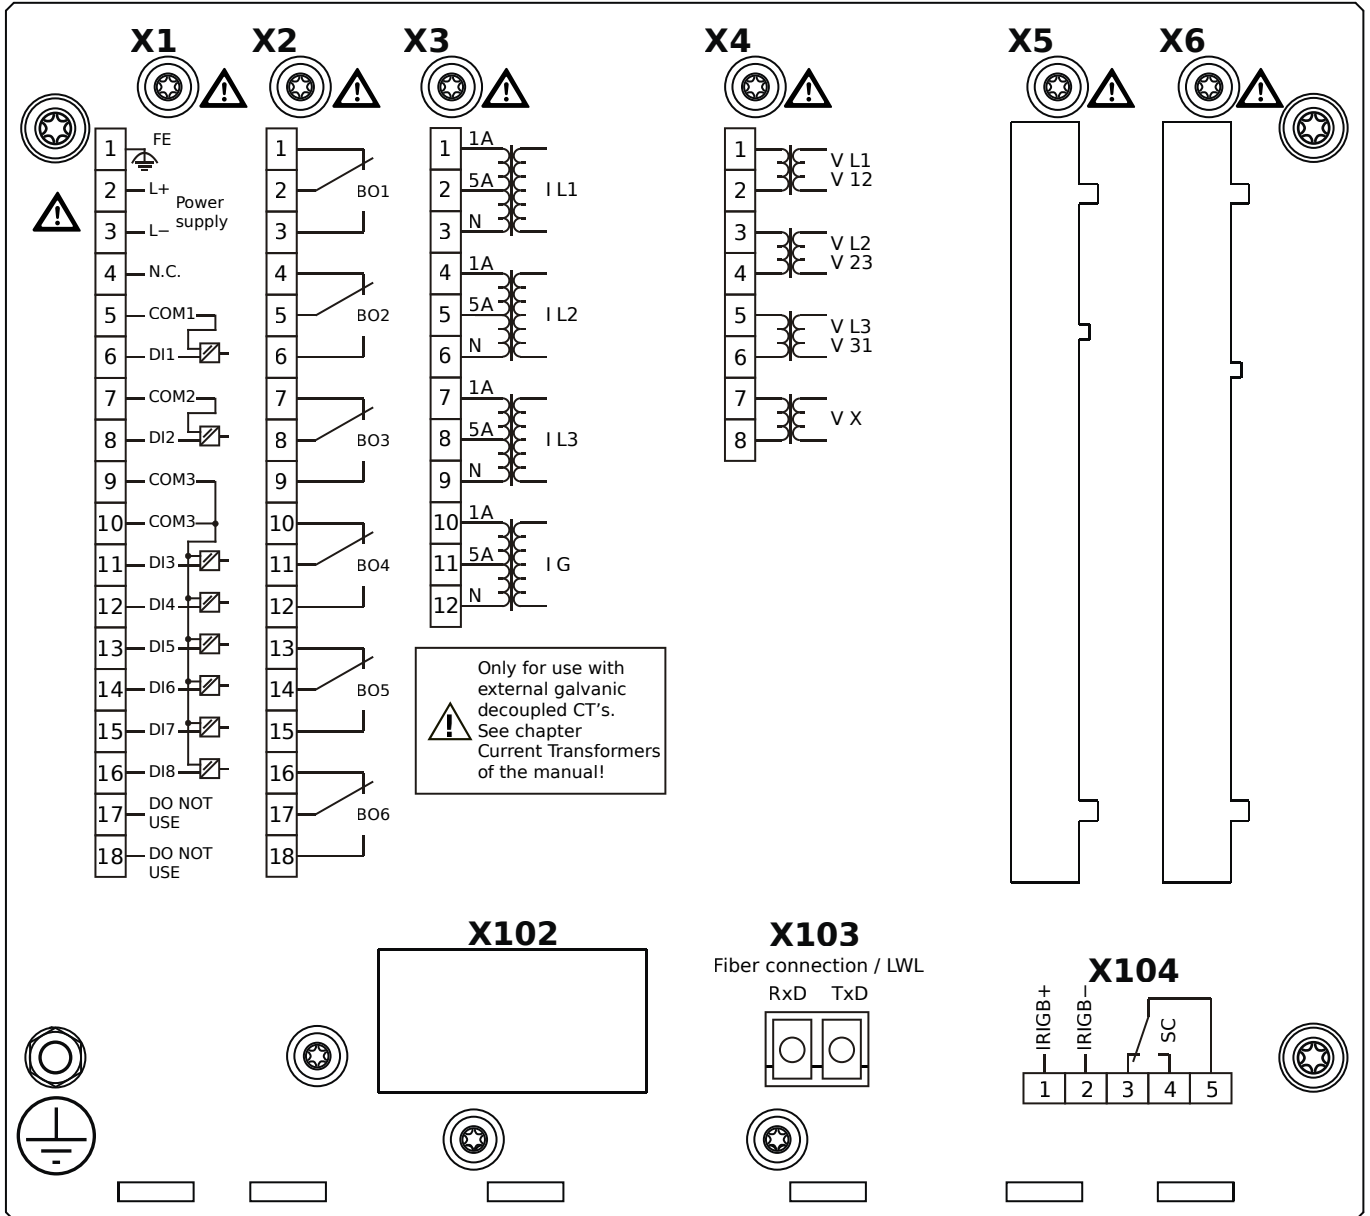 X1
X2
X3
X4
X5
X6
1 FE
2 L+
Power
supply
3 L−
4 N.C.
5 COM1
6 DI1
7 COM2
8 DI2
9 COM3
10 COM3
11 DI3
12 DI4
13 DI5
14 DI6
15 DI7
16 DI8
17 DO NOT
USE
18 DO NOT
USE
1
2 BO1
3
4
5 BO2
6
7
8 BO3
9
10
11 BO4
12
13
14 BO5
15
16
17 BO6
18
1 1A
2 5A I L1
3 N
4 1A
5 5A I L2
6 N
7 1A
8 5A I L3
9 N
10 1A
11 5A I G
12 N
Only for use with
external galvanic
decoupled CT's.
See chapter
Current Transformers
of the manual!
1 V L1
2 V 12
3 V L2
4 V 23
5 V L3
6 V 31
7 V X
8
X102
X103
Fiber connection / LWL
RxD TxD
X104
IRIGB+
IRIGB−
SC
1 2 3 4 5